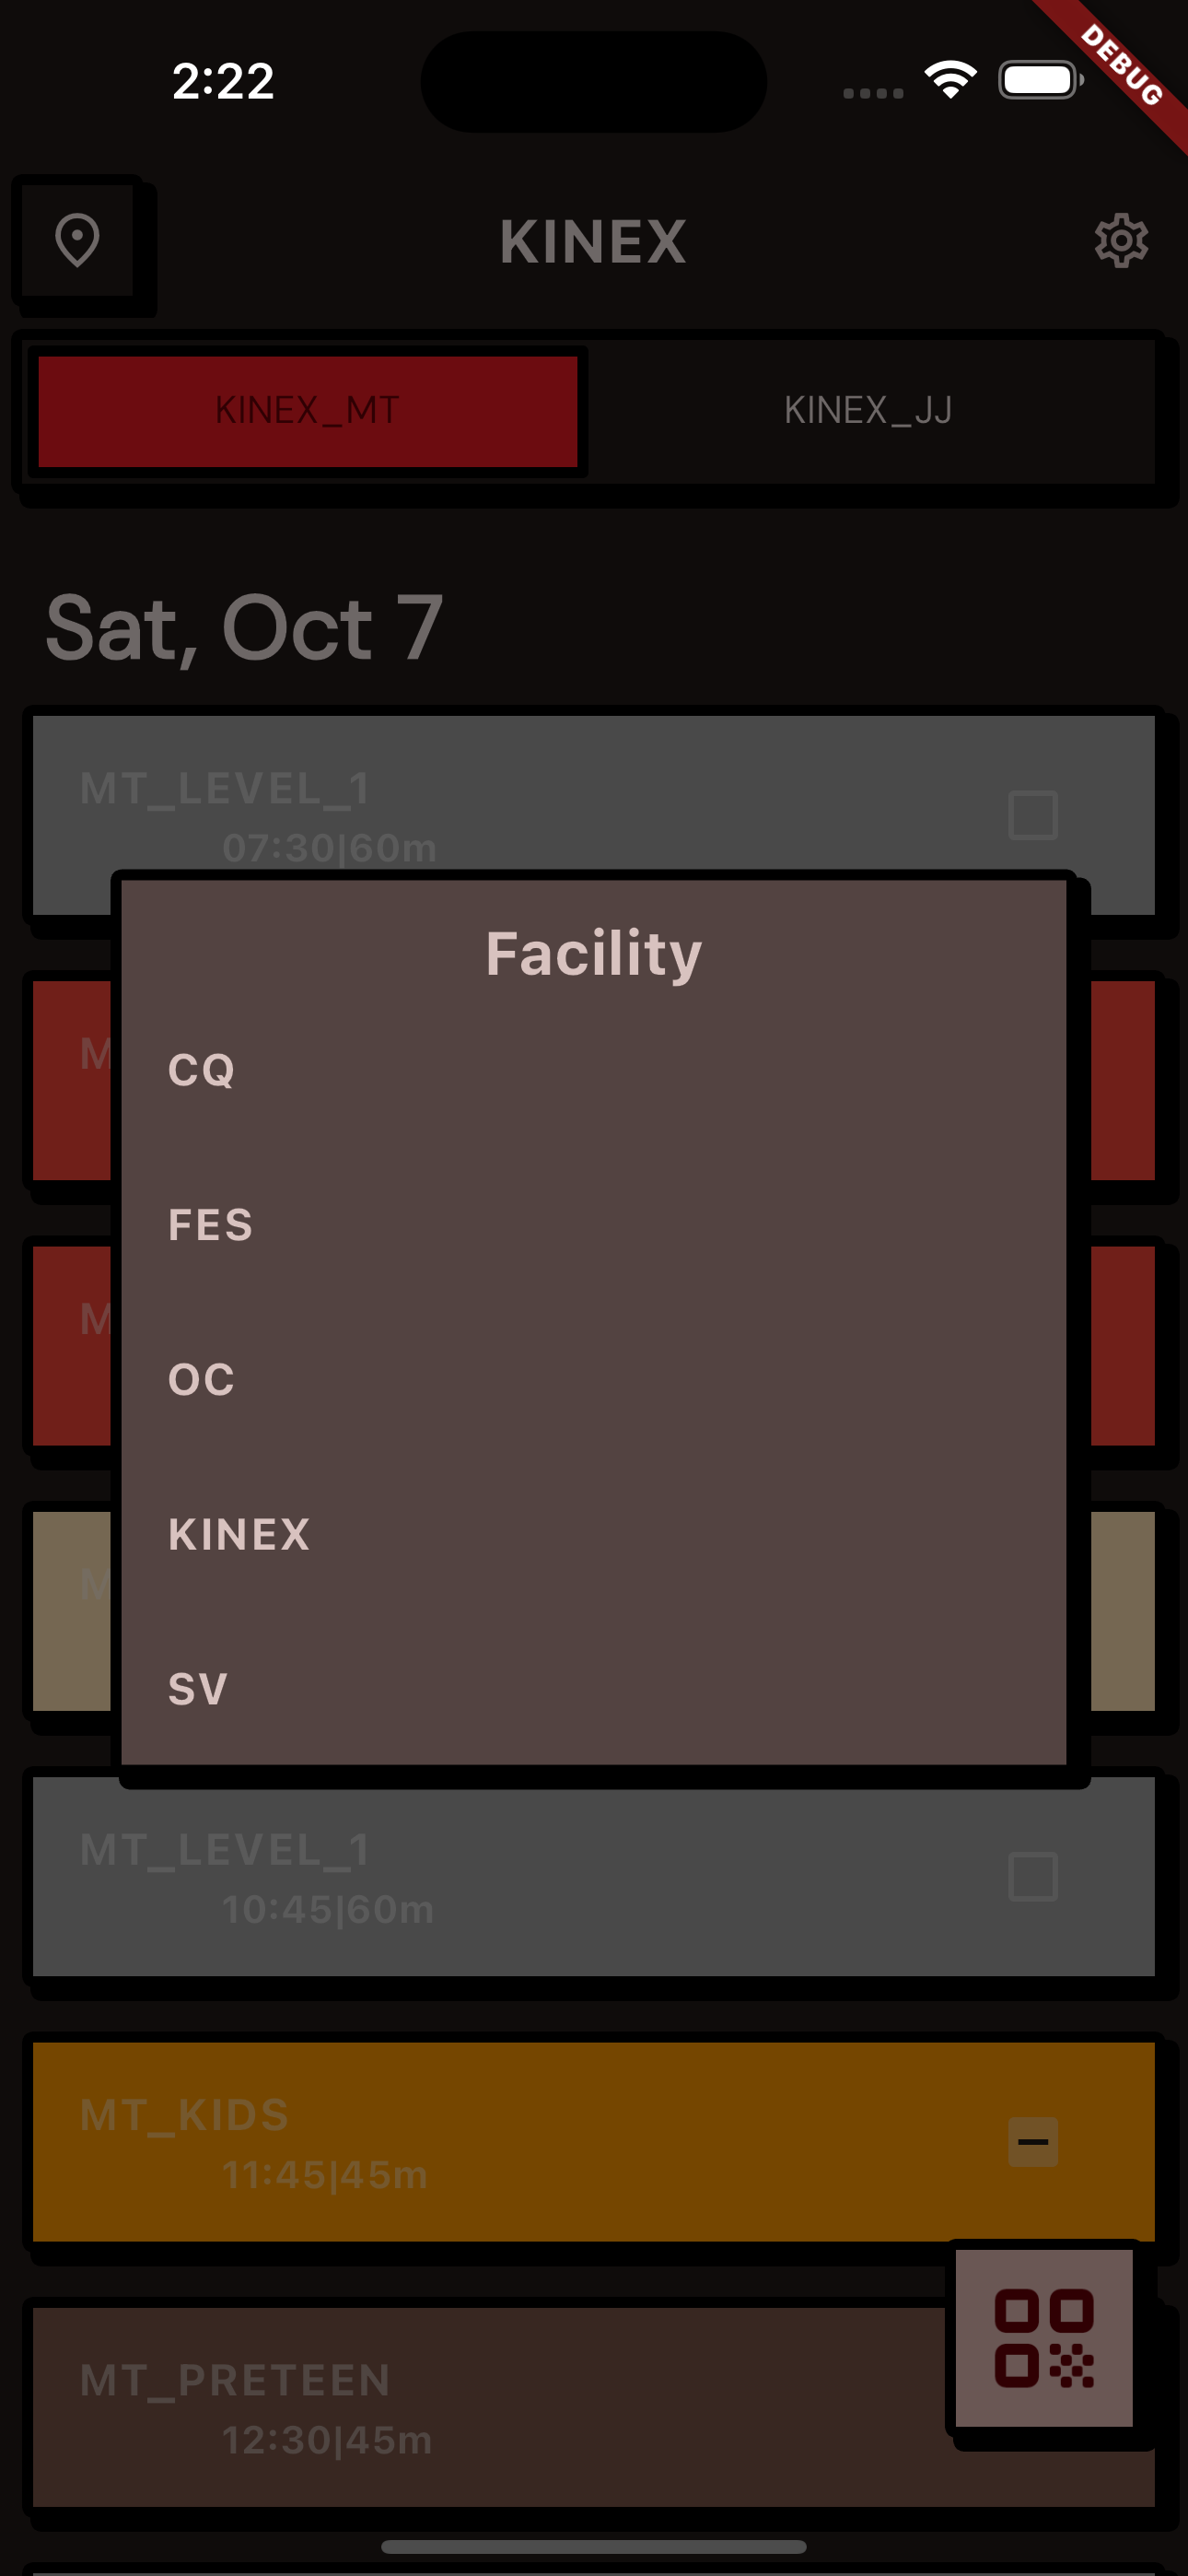 2:22
DEBUG
KINEX
KINEX_MT
KINEX_JJ
Sat, Oct 7
MT_LEVEL_1
07:30|60m
Facility
CQ
FES
OC
KINEX
SV
MT_LEVEL_1
10:45|60m
MT_KIDS
11:45|45m
MT_PRETEEN
12:30|45m